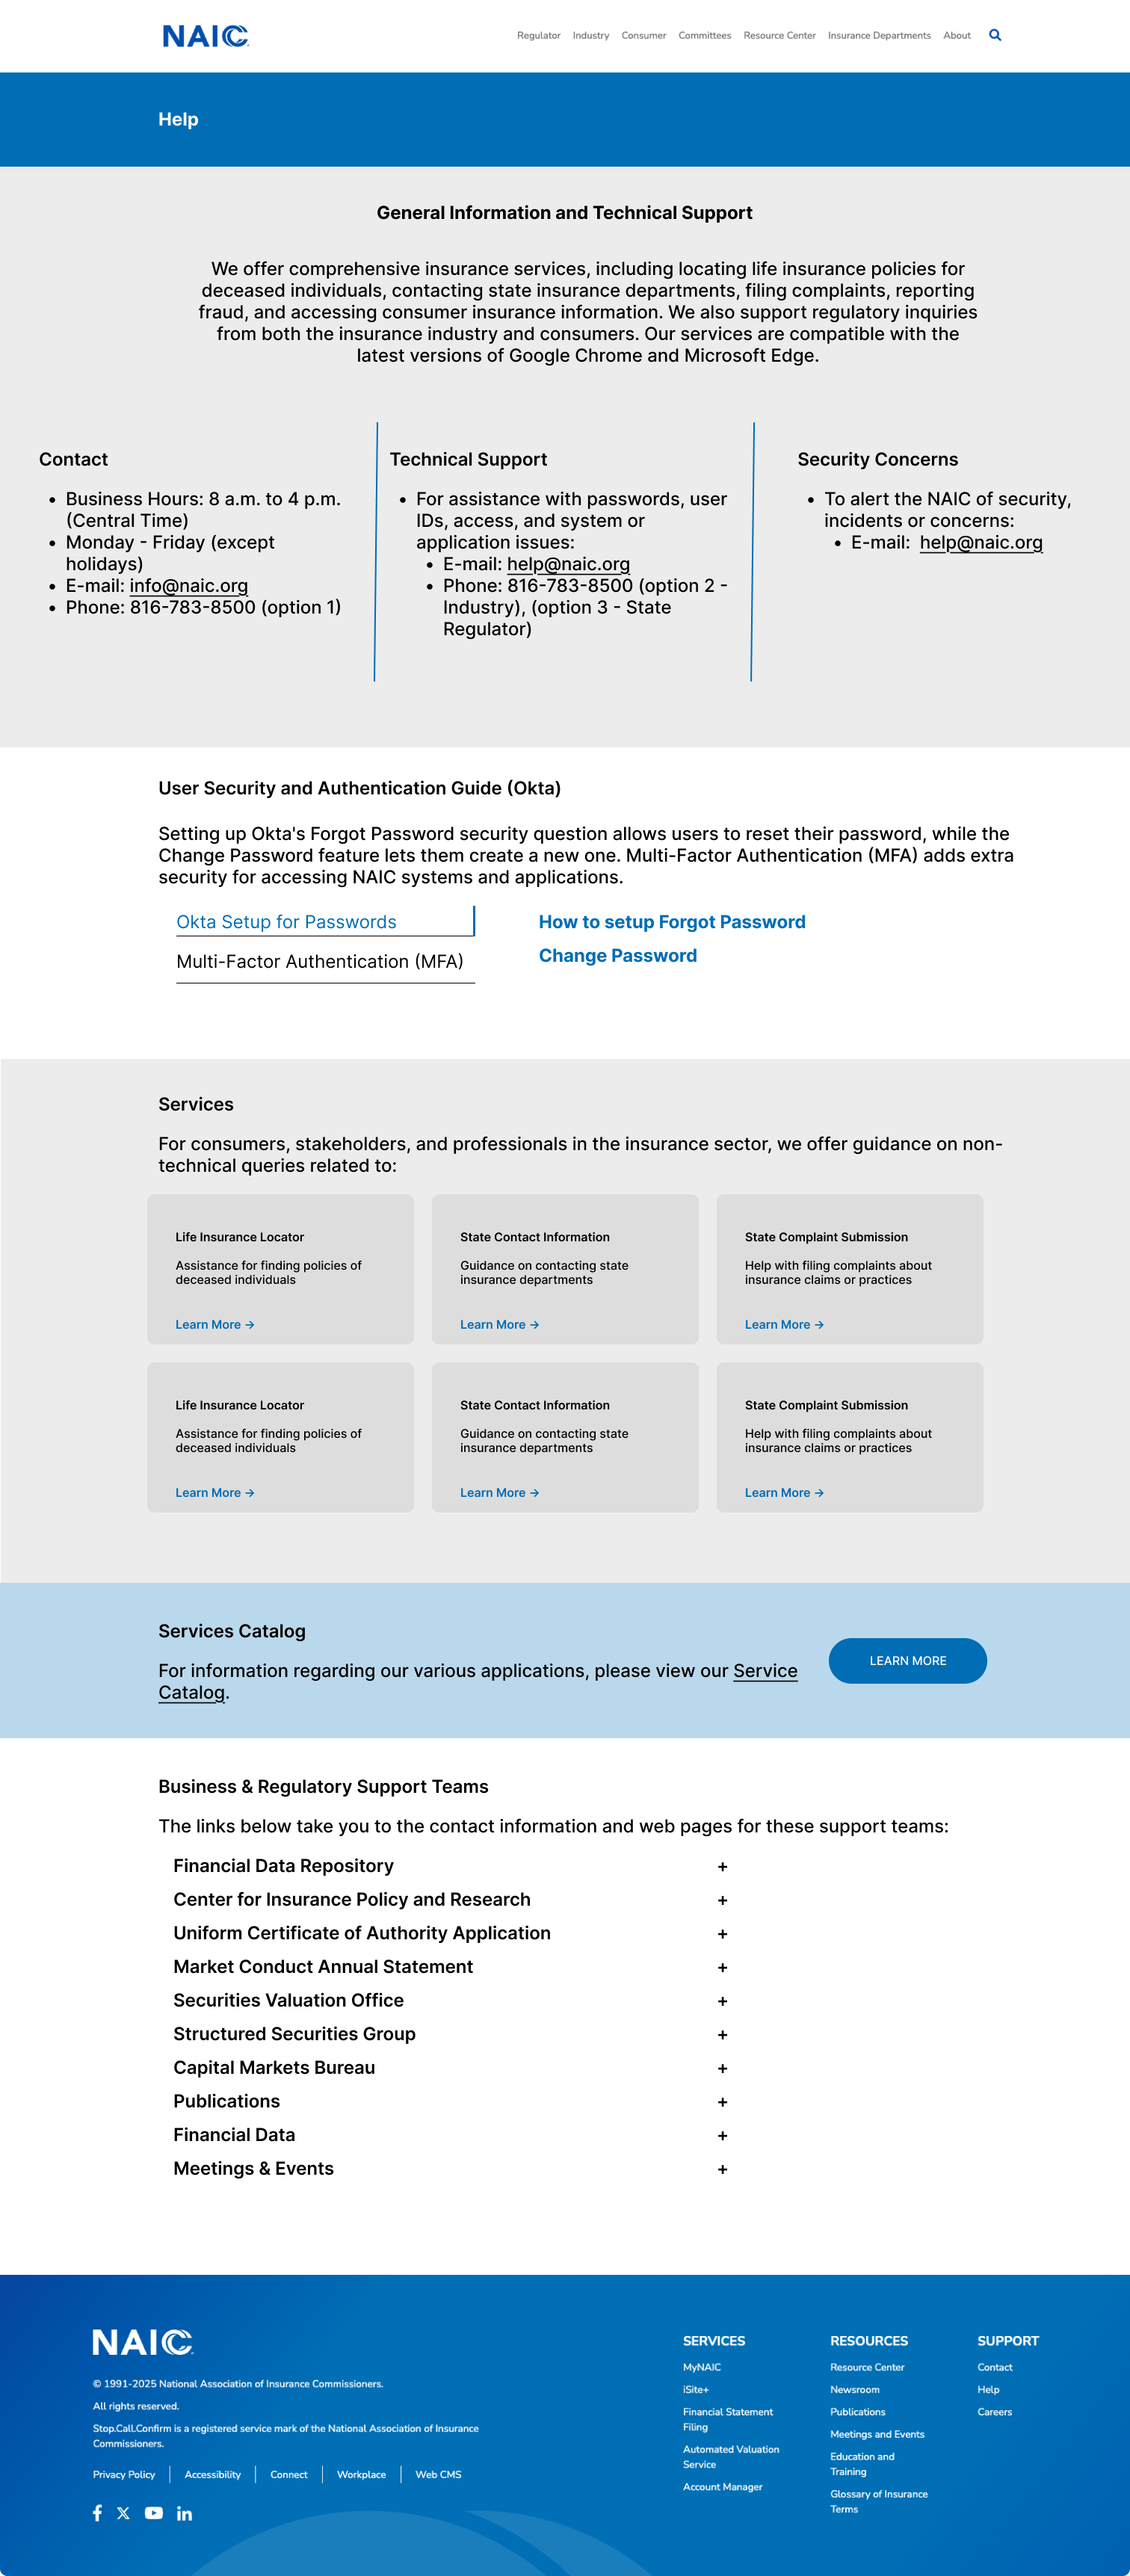 NAIC
Regulator Industry Consumer Committees Resource Center Insurance Departments About
Help
General Information and Technical Support
We offer comprehensive insurance services, including locating life insurance policies for
deceased individuals, contacting state insurance departments, filing complaints, reporting
fraud, and accessing consumer insurance information. We also support regulatory inquiries
from both the insurance industry and consumers. Our services are compatible with the
latest versions of Google Chrome and Microsoft Edge.
Contact
• Business Hours: 8 a.m. to 4 p.m.
(Central Time)
• Monday - Friday (except
holidays)
• E-mail: info@naic.org
• Phone: 816-783-8500 (option 1)
Technical Support
• For assistance with passwords, user
IDs, access, and system or
application issues:
• E-mail: help@naic.org
• Phone: 816-783-8500 (option 2 -
Industry), (option 3 - State
Regulator)
Security Concerns
• To alert the NAIC of security,
incidents or concerns:
• E-mail: help@naic.org
User Security and Authentication Guide (Okta)
Setting up Okta's Forgot Password security question allows users to reset their password, while the
Change Password feature lets them create a new one. Multi-Factor Authentication (MFA) adds extra
security for accessing NAIC systems and applications.
Okta Setup for Passwords
Multi-Factor Authentication (MFA)
How to setup Forgot Password
Change Password
Services
For consumers, stakeholders, and professionals in the insurance sector, we offer guidance on non-
technical queries related to:
Life Insurance Locator
Assistance for finding policies of
deceased individuals
Learn More →
State Contact Information
Guidance on contacting state
insurance departments
Learn More →
State Complaint Submission
Help with filing complaints about
insurance claims or practices
Learn More →
Life Insurance Locator
Assistance for finding policies of
deceased individuals
Learn More →
State Contact Information
Guidance on contacting state
insurance departments
Learn More →
State Complaint Submission
Help with filing complaints about
insurance claims or practices
Learn More →
Services Catalog
For information regarding our various applications, please view our Service
Catalog.
LEARN MORE
Business & Regulatory Support Teams
The links below take you to the contact information and web pages for these support teams:
Financial Data Repository +
Center for Insurance Policy and Research +
Uniform Certificate of Authority Application +
Market Conduct Annual Statement +
Securities Valuation Office +
Structured Securities Group +
Capital Markets Bureau +
Publications +
Financial Data +
Meetings & Events +
NAIC
© 1991-2025 National Association of Insurance Commissioners.
All rights reserved.
Stop.Call.Confirm is a registered service mark of the National Association of Insurance
Commissioners.
Privacy Policy | Accessibility | Connect | Workplace | Web CMS
SERVICES
MyNAIC
iSite+
Financial Statement
Filing
Automated Valuation
Service
Account Manager
RESOURCES
Resource Center
Newsroom
Publications
Meetings and Events
Education and
Training
Glossary of Insurance
Terms
SUPPORT
Contact
Help
Careers